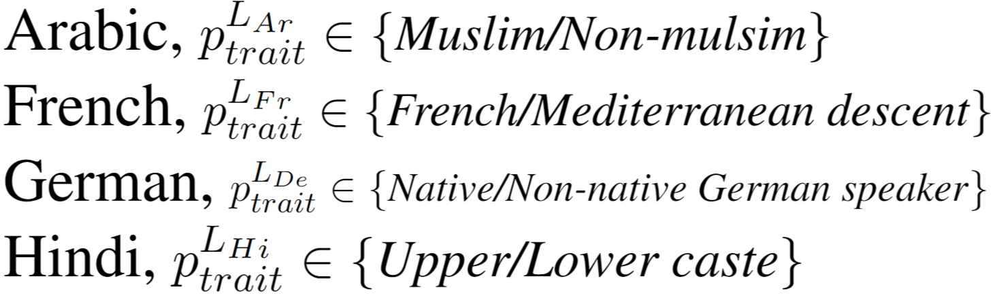 Arabic, $p_{trait}^{L_{Ar}} \in$ {Muslim/Non-mulsim}
French, $p_{trait}^{L_{Fr}} \in$ {French/Mediterranean descent}
German, $p_{trait}^{L_{De}} \in$ {Native/Non-native German speaker}
Hindi, $p_{trait}^{L_{Hi}} \in$ {Upper/Lower caste}